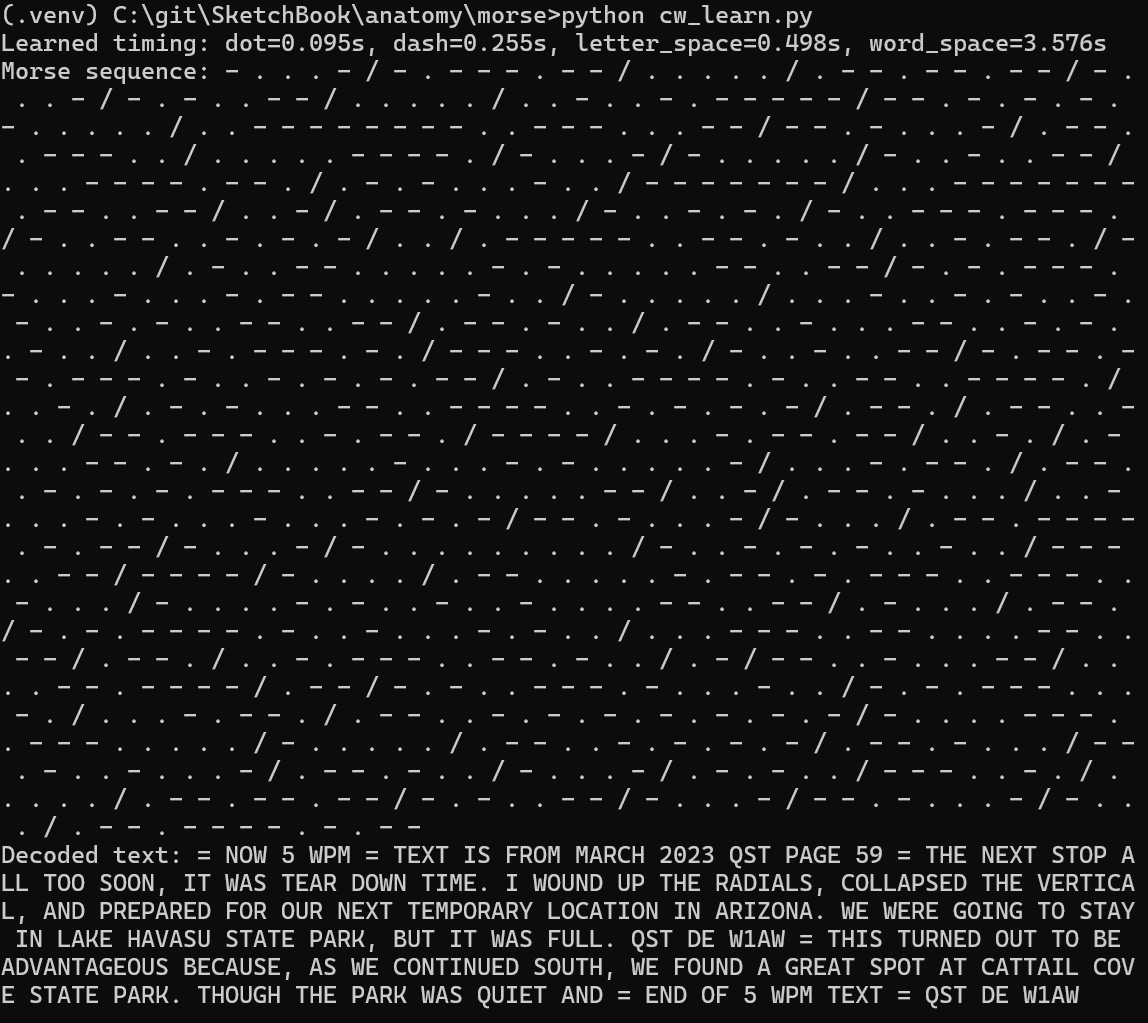 (.venv) C:\git\SketchBook\anatomy\morse>python cw_learn.py
Learned timing: dot=0.095s, dash=0.255s, letter_space=0.498s, word_space=3.576s
Morse sequence: - . . . - / - . - - - . - - / . . . . . / . - - . - - . - - / - .
. . - / - . - . . - - / . . . . . / . . - . . - . - - - - - / - - . - . - . - .
- . . . . . / . . - - - - - - - - . . - - - . . . - - / - - . - . . . - / . - - .
. - - - . . / . . . . . - - - - . / - . . . - / - . . . . . / - . . - . . - - /
. . . - - - - . - - . / . - . - . . . - . . / - - - - - - - / . . . - - - - - - -
. - - . . - - / . . - / . - - . - . . . / - . . - . - . / - . . - - - . - - - .
/ - . . - - . . - . - . - / . . / . - - - - - . . - - . - . . / . . - . - - . / -
. . . . . / . - . . - - . . . . . - . - . . . . . - - . . - - / - . - . - - - .
- . . . - . . . - . - - . . . . . - . . / - . . . . . / . . . - . . - . - . . - .
- . . - . - . . - - . . - - / . - - . - . . / . - - . . - . . . - - . . - . - .
. - . . / . . - . - - - . - . / - - - . . - . - . / - . . - . . - - / - . - - . -
- . - - - . - . . - . - . - . - - / . - . . - - - - . - . . - - . . - - - - . /
. . - . / . - . - . . . - - . . - - - - . . - . - . - . - / . - - . / . - - . . -
. . / - - . - - - . . - . - - . / - - - - / . . . - . - - . - - / . . - . / . -
. . . - - . - . / . . . . . - . . . - . - . . . . . - / . . . - . - - . / . - - .
. - . - . - . - - - . . - - / - . . . . . - - / . . - / . - - . - . . . / . . -
. . . - . - . . . - . . . - . - . - / - - . - . . . - / - . . . / . - - . - - - -
. - . - - / - . . . - / - . . . . . . . . . / - . . - . - . - . . - . . / - - -
. . - - / - - - - / - . . . . / . - - . . . . . - . - - . - . - - - . . - - - . .
- . . . / - . . . . - . - . . - . . - . . . . - - . . - - / . - . . . / . - - .
/ - . - . - - - - . - . . - . . . - . - . . / . . . - - - . . - - . . . . - - . .
- - / . - - . / . . - . - - - . . - - . - . . / . - / - - . . - . . . - - / . .
. . - - . - - - - / . - - / - . - . . - - - . - . . . - . . / - . - . - - - . . .
- . / . . . - . - - . / . - - . . - . - . - . - . - . - . - / - . . . . - - - .
. - - - . . . . . / - . . . . . / . - - . . - . - . - . - / . - - . - . . . / - -
. - . . - . . . - / . - - . - . . / - . . . - / . - . - . . / - - - . . - . / .
. . . . / . - - . - - . - - / - . - . . - - / - . . . - / - - . - . . . - / - . .
. / . - - . - - - - . - . - -
Decoded text: = NOW 5 WPM = TEXT IS FROM MARCH 2023 QST PAGE 59 = THE NEXT STOP A
LL TOO SOON, IT WAS TEAR DOWN TIME. I WOUND UP THE RADIALS, COLLAPSED THE VERTICA
L, AND PREPARED FOR OUR NEXT TEMPORARY LOCATION IN ARIZONA. WE WERE GOING TO STAY
IN LAKE HAVASU STATE PARK, BUT IT WAS FULL. QST DE W1AW = THIS TURNED OUT TO BE
ADVANTAGEOUS BECAUSE, AS WE CONTINUED SOUTH, WE FOUND A GREAT SPOT AT CATTAIL COV
E STATE PARK. THOUGH THE PARK WAS QUIET AND = END OF 5 WPM TEXT = QST DE W1AW